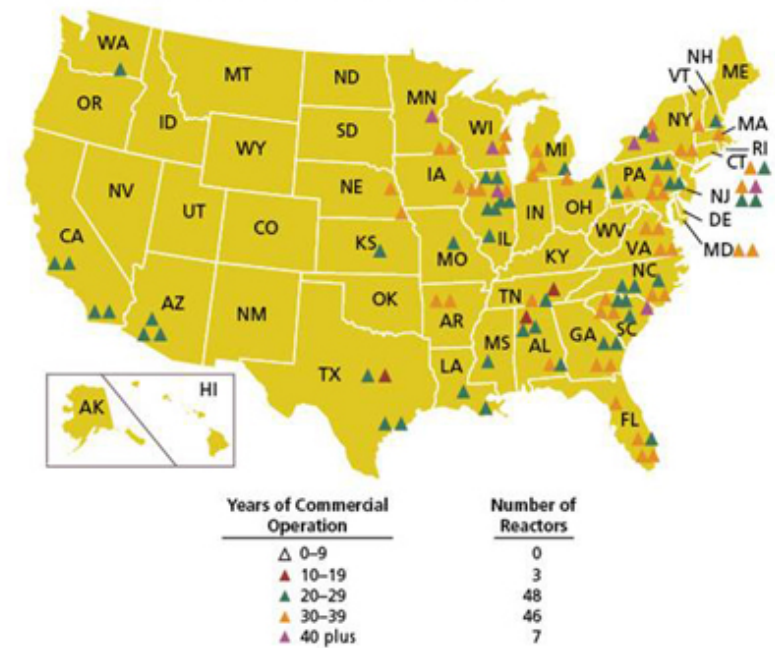 WA
MT
ND
MN
OR
ID
SD
WI
MI
NY
VT
NH
ME
MA
RI
CT
WY
NE
IA
PA
NJ
NV
UT
CO
IL
IN
OH
WV
DE
MD
CA
KS
MO
KY
VA
AZ
NM
OK
AR
TN
NC
SC
TX
LA
MS
AL
GA
FL
AK
HI
Years of Commercial Operation
Number of Reactors
0–9 0
10–19 3
20–29 48
30–39 46
40 plus 7